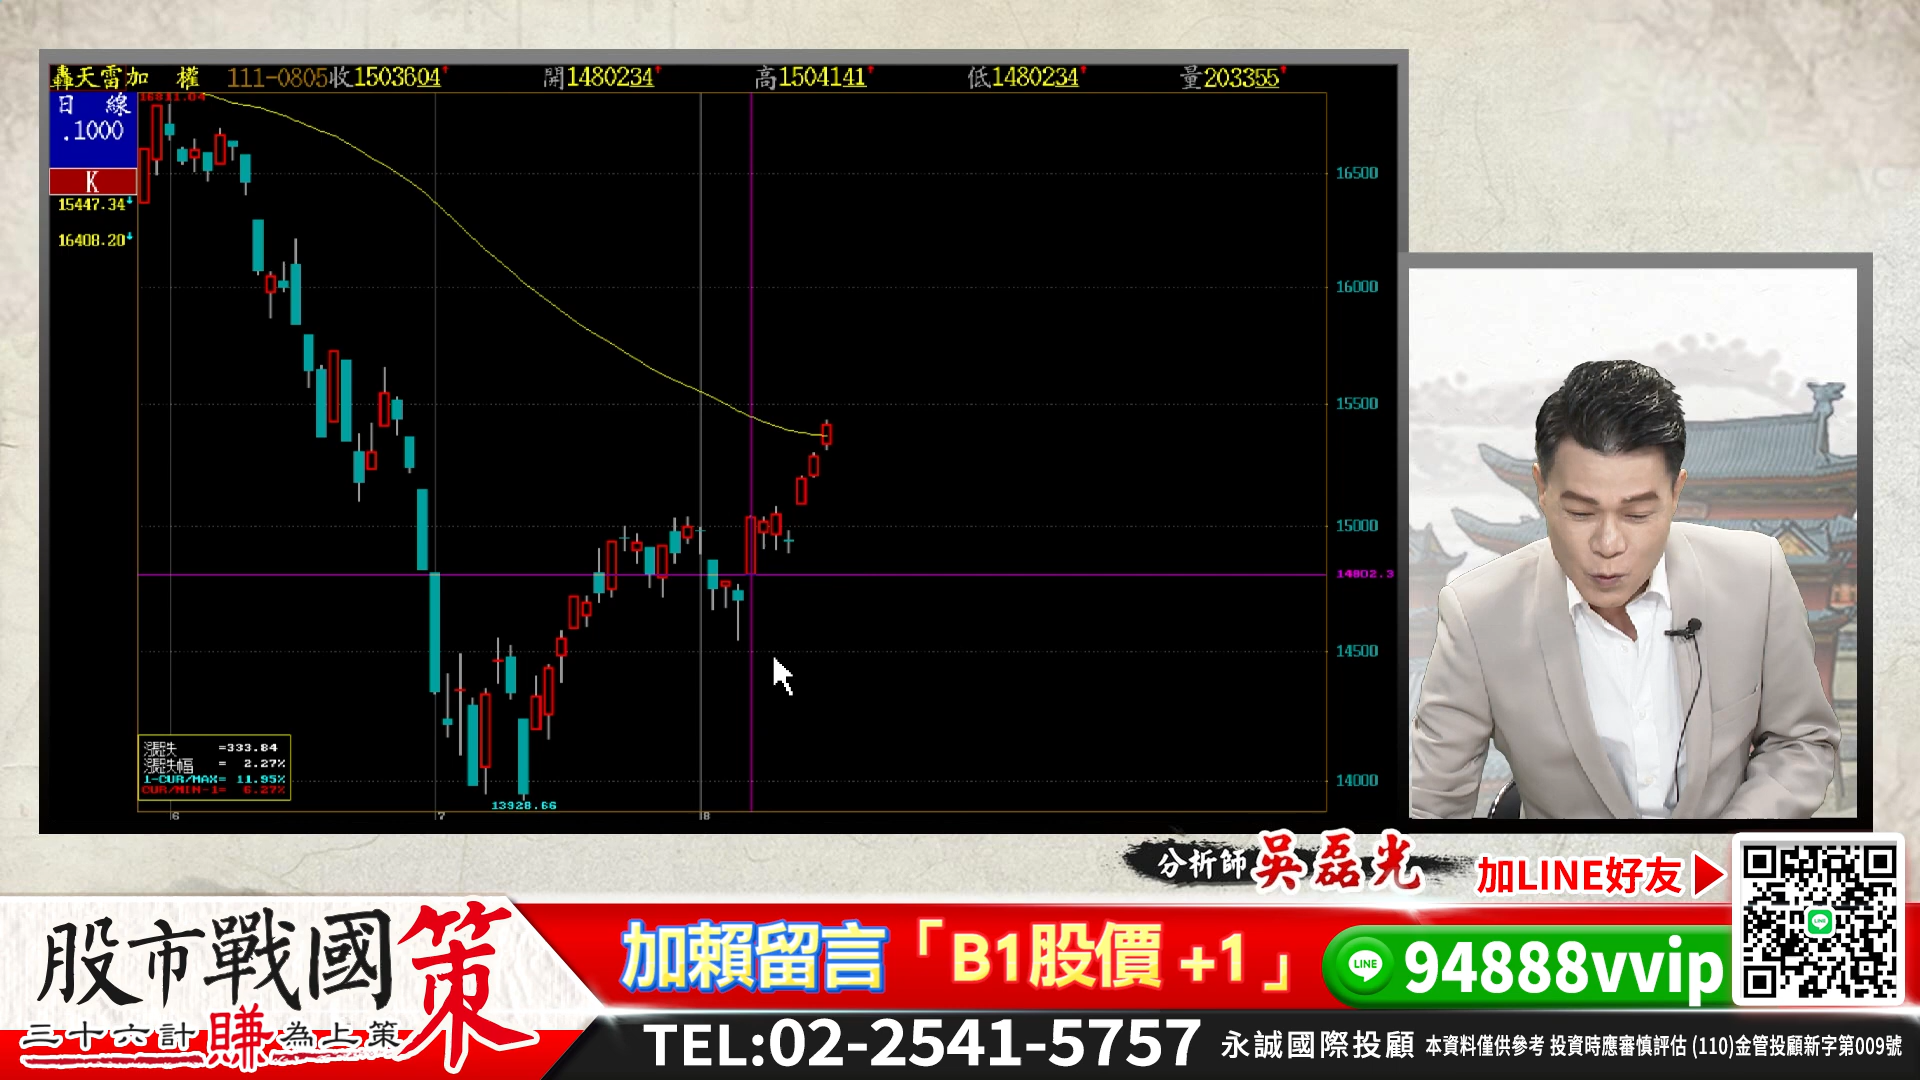 轟天雷加　權 111-0805收1503604 開1480234 高1504141 低1480234 量203355
日　線
.1000
K
15447.34
16408.20
16811.04
16500
16000
15500
15000
14802.3
14500
14000
漲跌 =333.84
漲跌幅 = 2.27%
1-CUR/MAX= 11.95%
CUR/MIN-1= 6.27%
13928.66
6 7 8
分析師 吳磊光
加LINE好友
股市戰國策
三十六計 賺為上策
加賴留言「B1股價 +1」
LINE
94888vvip
LINE
TEL:02-2541-5757 永誠國際投顧 本資料僅供參考 投資時應審慎評估 (110)金管投顧新字第009號